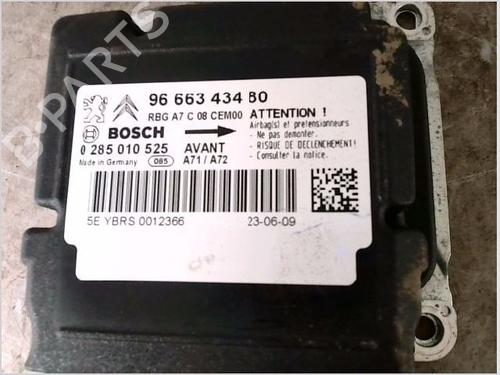 96 663 434 80
RBG A7 C 08 CEM00
ATTENTION !
BOSCH
Airbag(s) et pretensionneurs
- Ne pas demonter.
0 285 010 525
AVANT
- RISQUE DE DECLENCHEMENT!
Made in Germany
085
A71 / A72
- Consulter la notice.
5E YBRS 0012366
23-06-09
PARTS